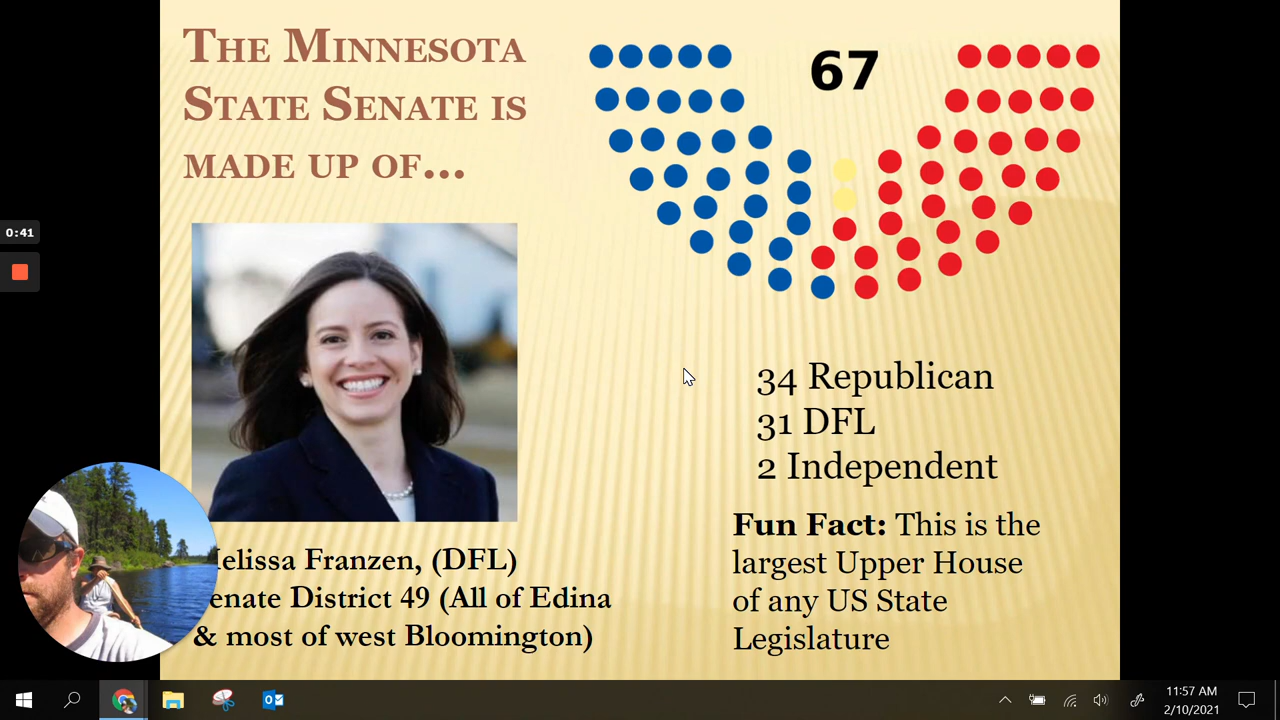 The Minnesota
State Senate is
made up of...
67
0:41
34 Republican
31 DFL
2 Independent
Fun Fact: This is the
largest Upper House
of any US State
Legislature
elissa Franzen, (DFL)
enate District 49 (All of Edina
& most of west Bloomington)
11:57 AM
2/10/2021